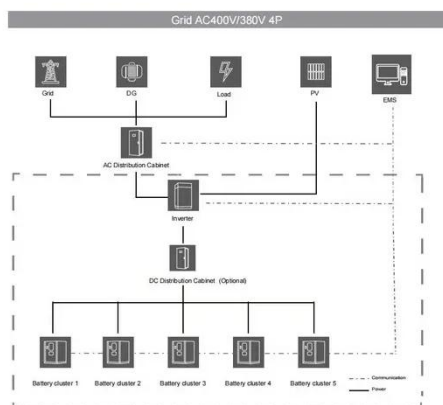 Grid AC400V/380V 4P
Grid
DG
Load
PV
EMS
AC Distribution Cabinet
Inverter
DC Distribution Cabinet (Optional)
Battery cluster 1
Battery cluster 2
Battery cluster 3
Battery cluster 4
Battery cluster 5
Communication
Power